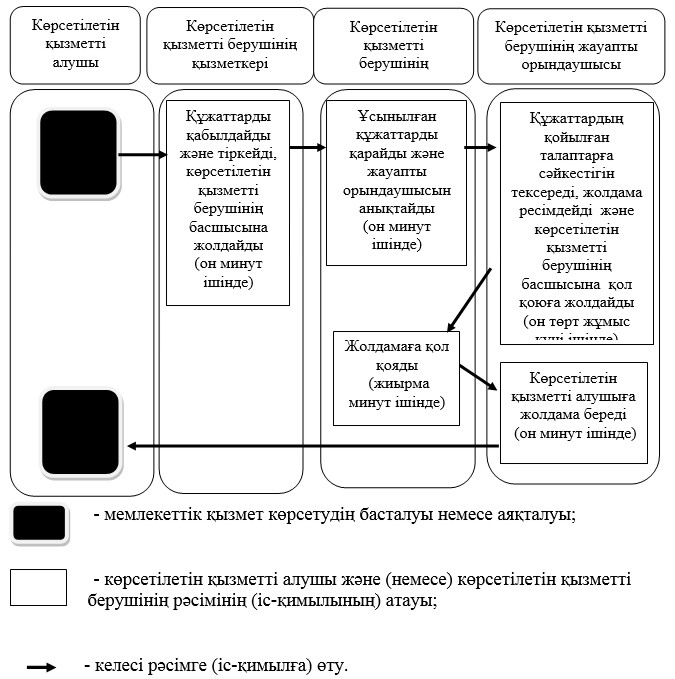 Көрсетілетін
қызметті
алушы
Көрсетілетін
қызметті берушінің
қызметкері
Көрсетілетін
қызметті
берушінің
Көрсетілетін қызметті
берушінің жауапты
орындаушысы
Құжаттарды
қабылдайды
және тіркейді,
көрсетілетін
қызметті
берушінің
басшысына
жолдайды
(он минут
ішінде)
Ұсынылған
құжаттарды
қарайды және
жауапты
орындаушысын
анықтайды
(он минут
ішінде)
Құжаттардың
қойылған
талаптарға
сәйкестігін
тексереді, жолдама
ресімдейді және
көрсетілетін
қызметті
берушінің
басшысына қол
қоюға жолдайды
(он төрт жұмыс
күні ішінде)
Жолдамаға қол
қояды
(жиырма
минут ішінде)
Көрсетілетін
қызметті алушыға
жолдама береді
(он минут ішінде)
- мемлекеттік қызмет көрсетудің басталуы немесе аяқталуы;
- көрсетілетін қызметті алушы және (немесе) көрсетілетін қызметті
берушінің рәсімінің (іс-қимылының) атауы;
- келесі рәсімге (іс-қимылға) өту.